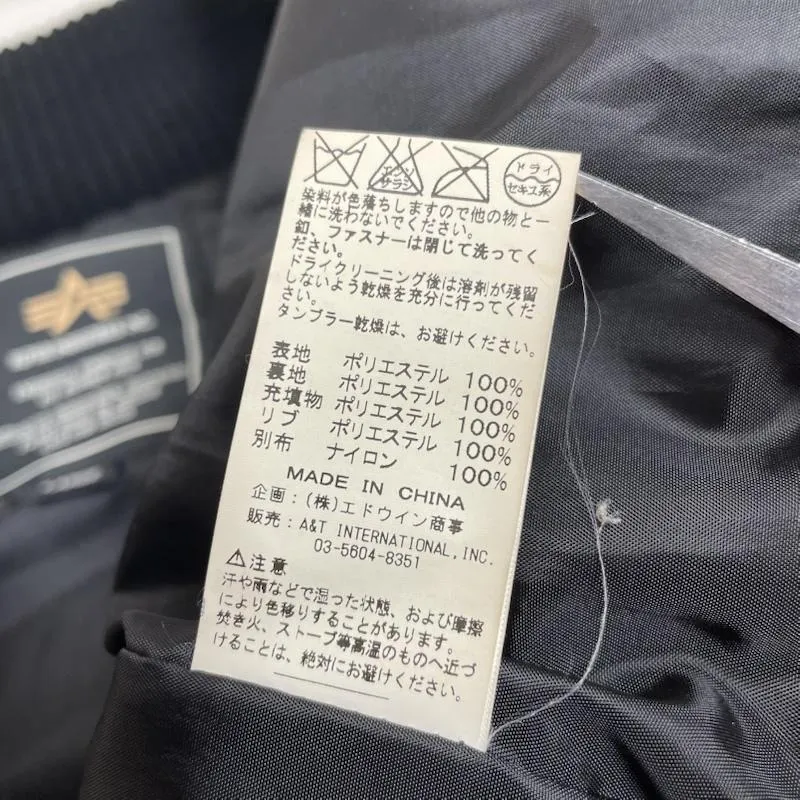 エンソ
サラシ
ドライ
セキユ系
染料が色落ちしますので他の物と一
緒に洗わないでください。
釦、ファスナーは閉じて洗ってく
ださい。
ドライクリーニング後は溶剤が残留
しないよう乾燥を充分に行ってくだ
さい。
タンブラー乾燥は、お避けください。
表地 ポリエステル 100%
裏地 ポリエステル 100%
充填物 ポリエステル 100%
リブ ポリエステル 100%
別布 ナイロン 100%
MADE IN CHINA
企画：(株)エドウイン商事
販売：A&T INTERNATIONAL,INC.
03-5604-8351
⚠注意
汗や雨などで湿った状態、および摩擦
により色移りすることがあります。
焚き火、ストーブ等高温のものへ近づ
けることは、絶対にお避けください。